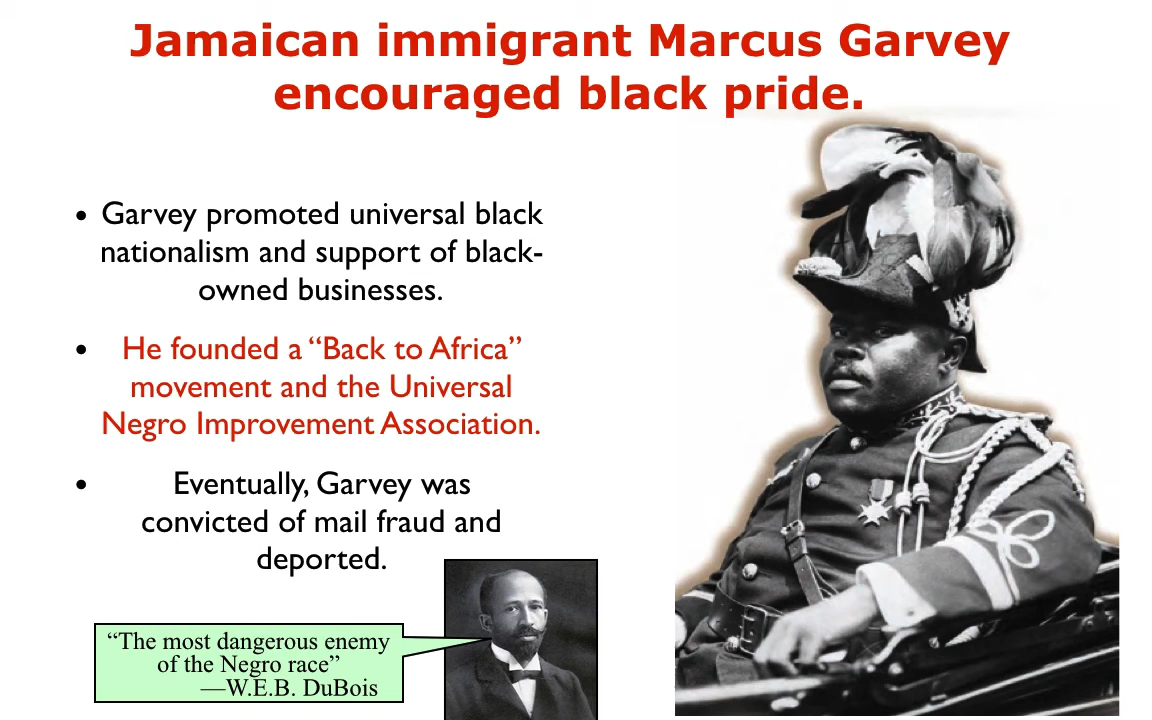 Jamaican immigrant Marcus Garvey
encouraged black pride.
• Garvey promoted universal black
nationalism and support of black-
owned businesses.
• He founded a “Back to Africa”
movement and the Universal
Negro Improvement Association.
• Eventually, Garvey was
convicted of mail fraud and
deported.
“The most dangerous enemy
of the Negro race”
—W.E.B. DuBois